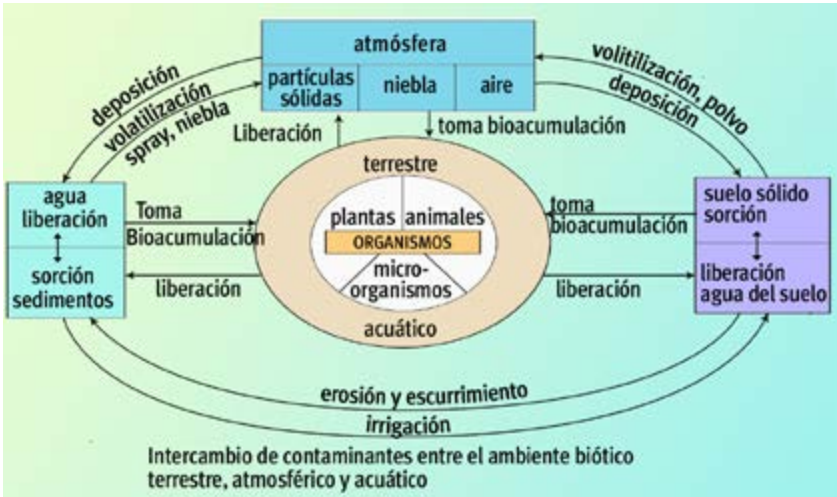 atmósfera
partículas
sólidas
niebla
aire
deposición
volatilización
spray, niebla
volitilización, polvo
deposición
Liberación
toma bioacumulación
terrestre
agua
liberación
sorción
sedimentos
Toma
Bioacumulación
liberación
plantas
animales
ORGANISMOS
micro-
organismos
acuático
toma
bioacumulación
liberación
suelo sólido
sorción
liberación
agua del suelo
erosión y escurrimiento
irrigación
Intercambio de contaminantes entre el ambiente biótico
terrestre, atmosférico y acuático